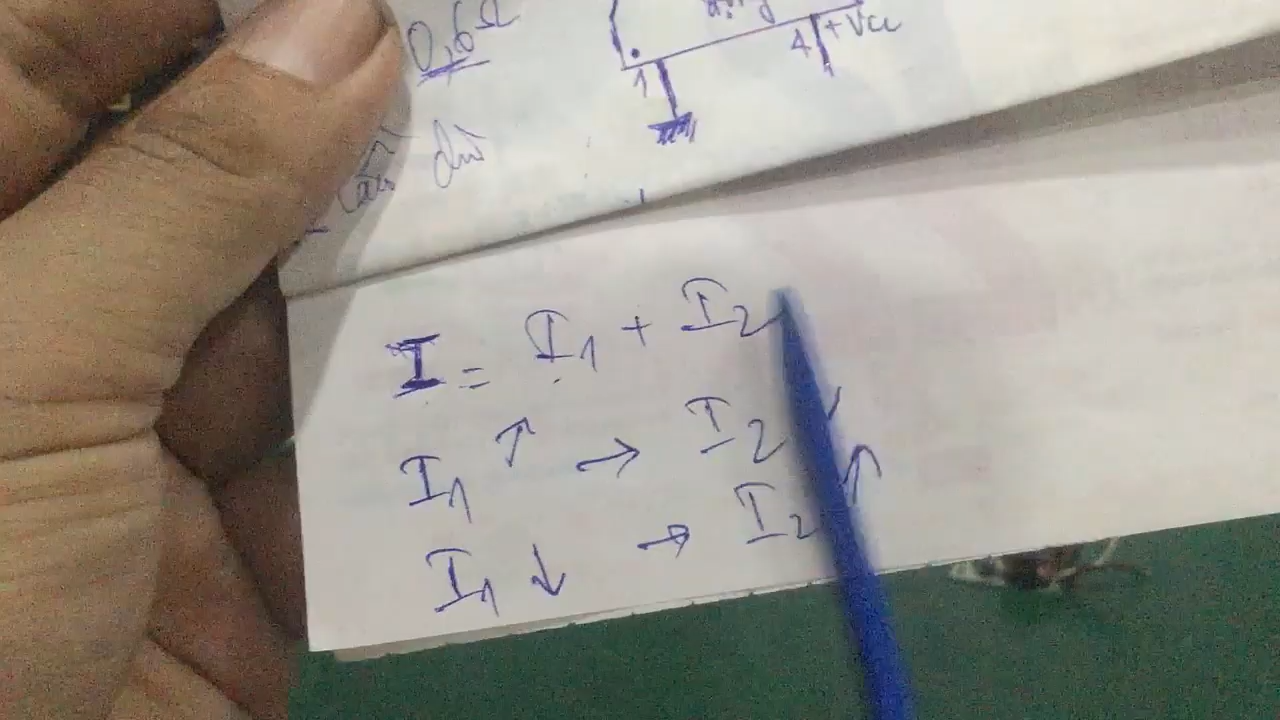 0,6Ω
4 +Vcc
1
I = I1 + I2
I1 ↑ → I2
I1 ↓ → I2 ↑